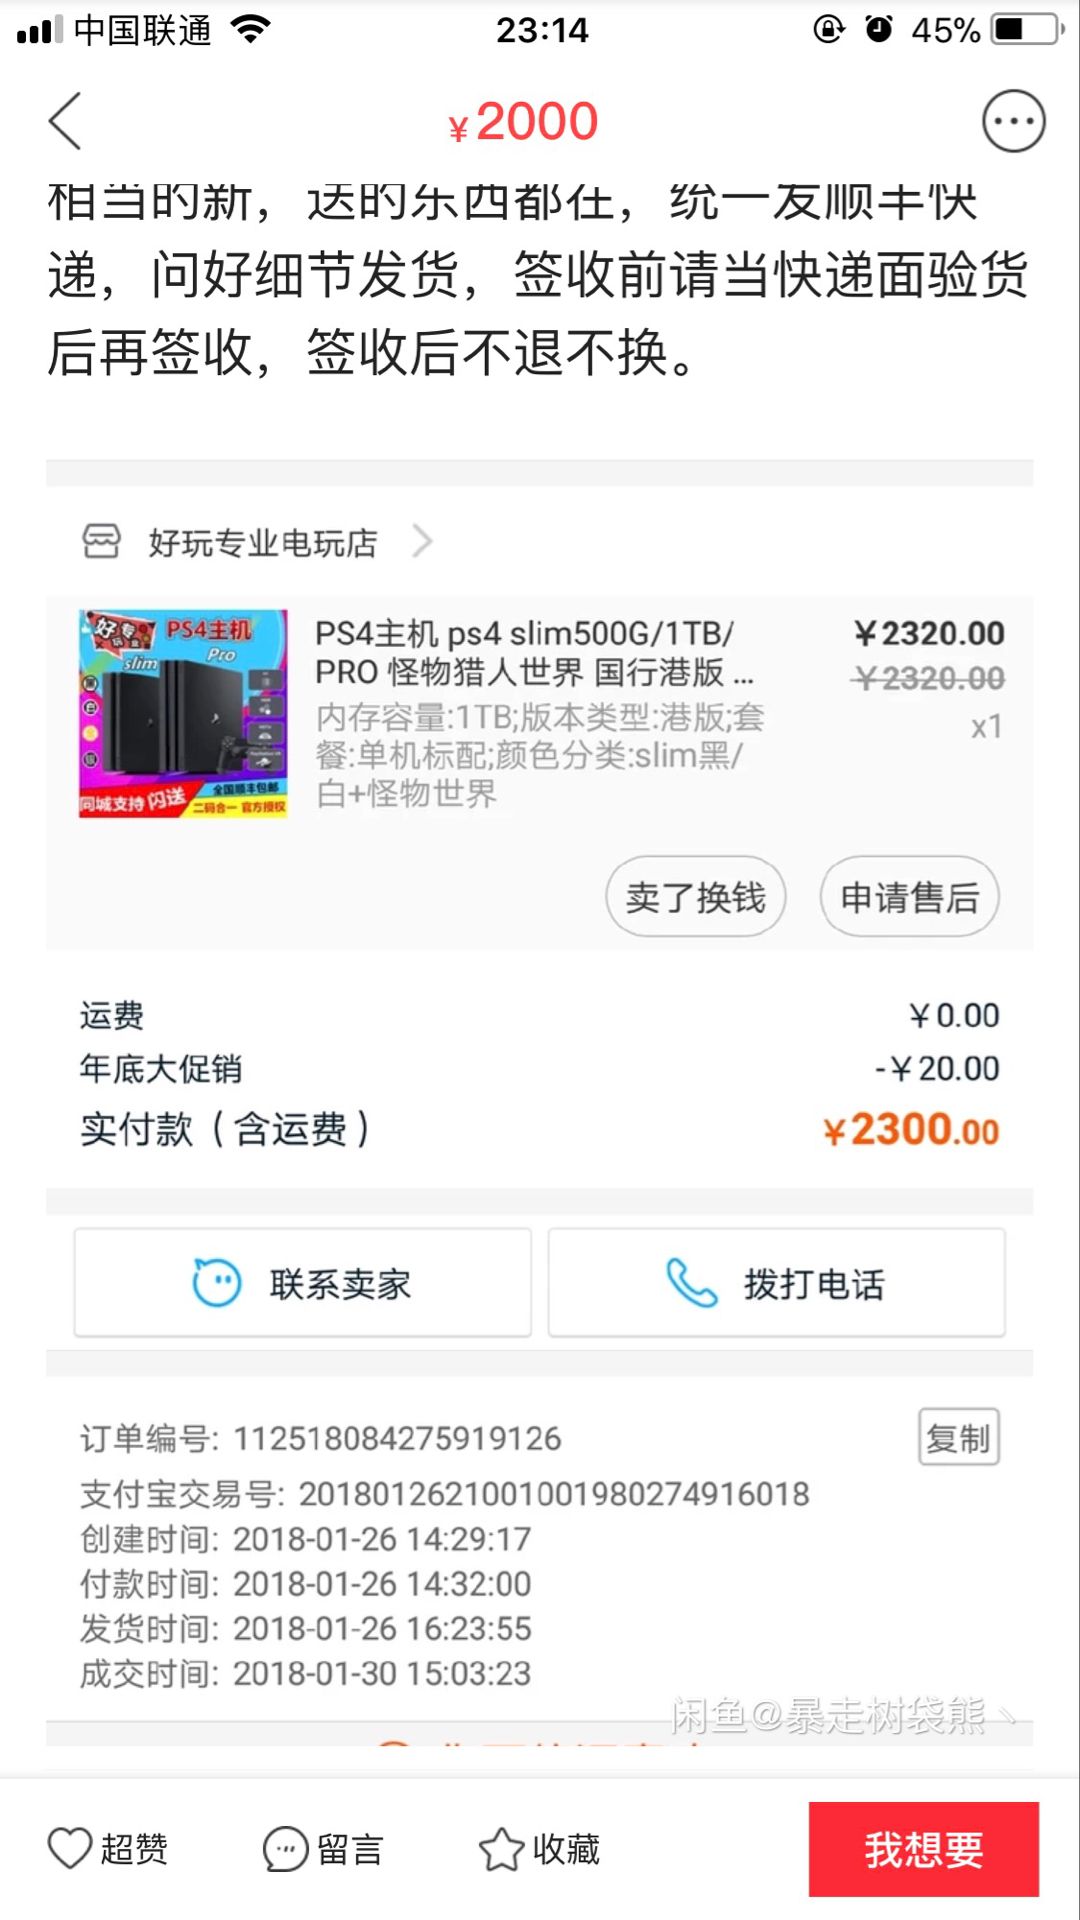 中国联通
23:14
45%
¥2000
相当的新，送的东西都在，统一发顺丰快
递，问好细节发货，签收前请当快递面验货
后再签收，签收后不退不换。
好玩专业电玩店
PS4主机
slim
Pro
同城支持 闪送
全国顺丰包邮
二码合一 官方授权
PS4主机 ps4 slim500G/1TB/
PRO 怪物猎人世界 国行港版 ...
¥2320.00
¥2320.00
内存容量:1TB;版本类型:港版;套
餐:单机标配;颜色分类:slim黑/
白+怪物世界
x1
卖了换钱
申请售后
运费
¥0.00
年底大促销
-¥20.00
实付款（含运费）
¥2300.00
联系卖家
拨打电话
订单编号: 112518084275919126
复制
支付宝交易号: 2018012621001001980274916018
创建时间: 2018-01-26 14:29:17
付款时间: 2018-01-26 14:32:00
发货时间: 2018-01-26 16:23:55
成交时间: 2018-01-30 15:03:23
闲鱼@暴走树袋熊丶
超赞
留言
收藏
我想要